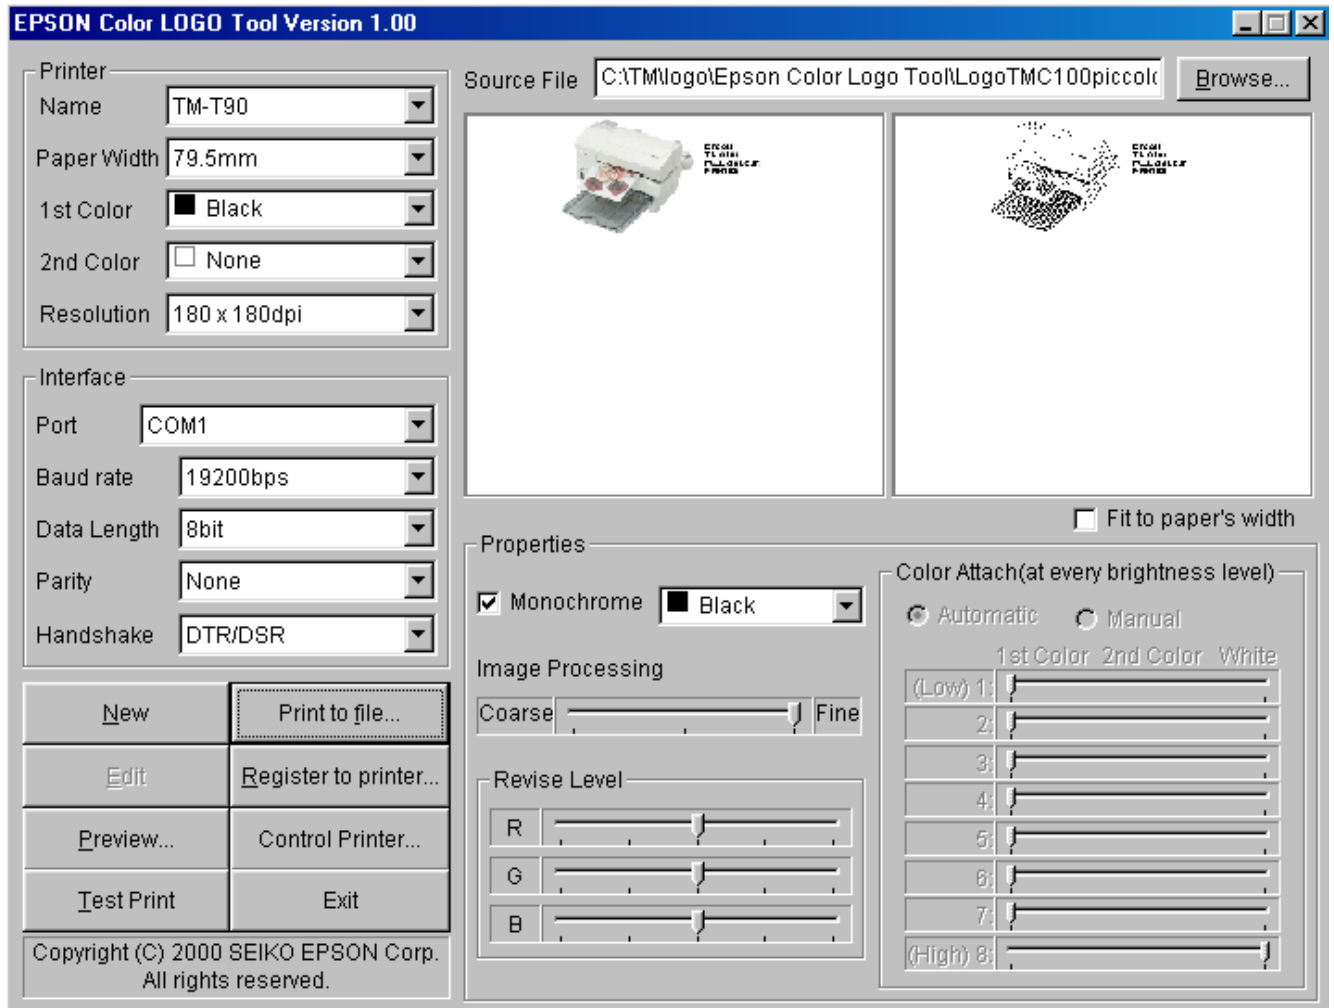 EPSON Color LOGO Tool Version 1.00
Printer
Name TM-T90
Paper Width 79.5mm
1st Color Black
2nd Color None
Resolution 180 x 180dpi
Interface
Port COM1
Baud rate 19200bps
Data Length 8bit
Parity None
Handshake DTR/DSR
New Print to file...
Edit Register to printer...
Preview... Control Printer...
Test Print Exit
Copyright (C) 2000 SEIKO EPSON Corp.
All rights reserved.
Source File C:\TM\logo\Epson Color Logo Tool\LogoTMC100piccolo Browse...
Fit to paper's width
Properties
Monochrome Black
Image Processing
Coarse Fine
Revise Level
R
G
B
Color Attach(at every brightness level)
Automatic Manual
1st Color 2nd Color White
(Low) 1:
2:
3:
4:
5:
6:
7:
(High) 8: